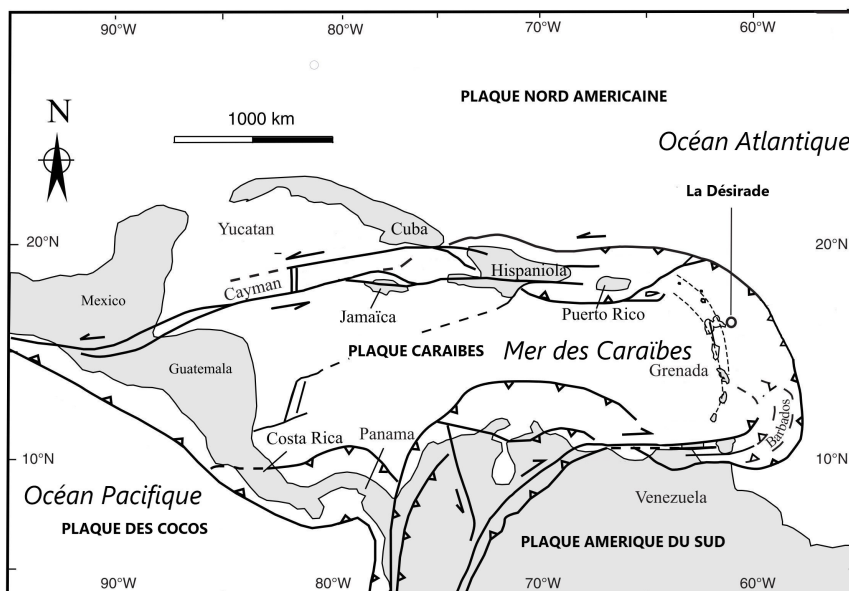 90°W
80°W
70°W
60°W
N
1000 km
PLAQUE NORD AMERICAINE
Océan Atlantique
La Désirade
20°N
20°N
Yucatan
Cuba
Hispaniola
Cayman
Mexico
Jamaïca
Puerto Rico
PLAQUE CARAIBES
Mer des Caraïbes
Guatemala
Grenada
Barbados
Costa Rica
Panama
10°N
10°N
Océan Pacifique
Venezuela
PLAQUE DES COCOS
PLAQUE AMERIQUE DU SUD
90°W
80°W
70°W
60°W